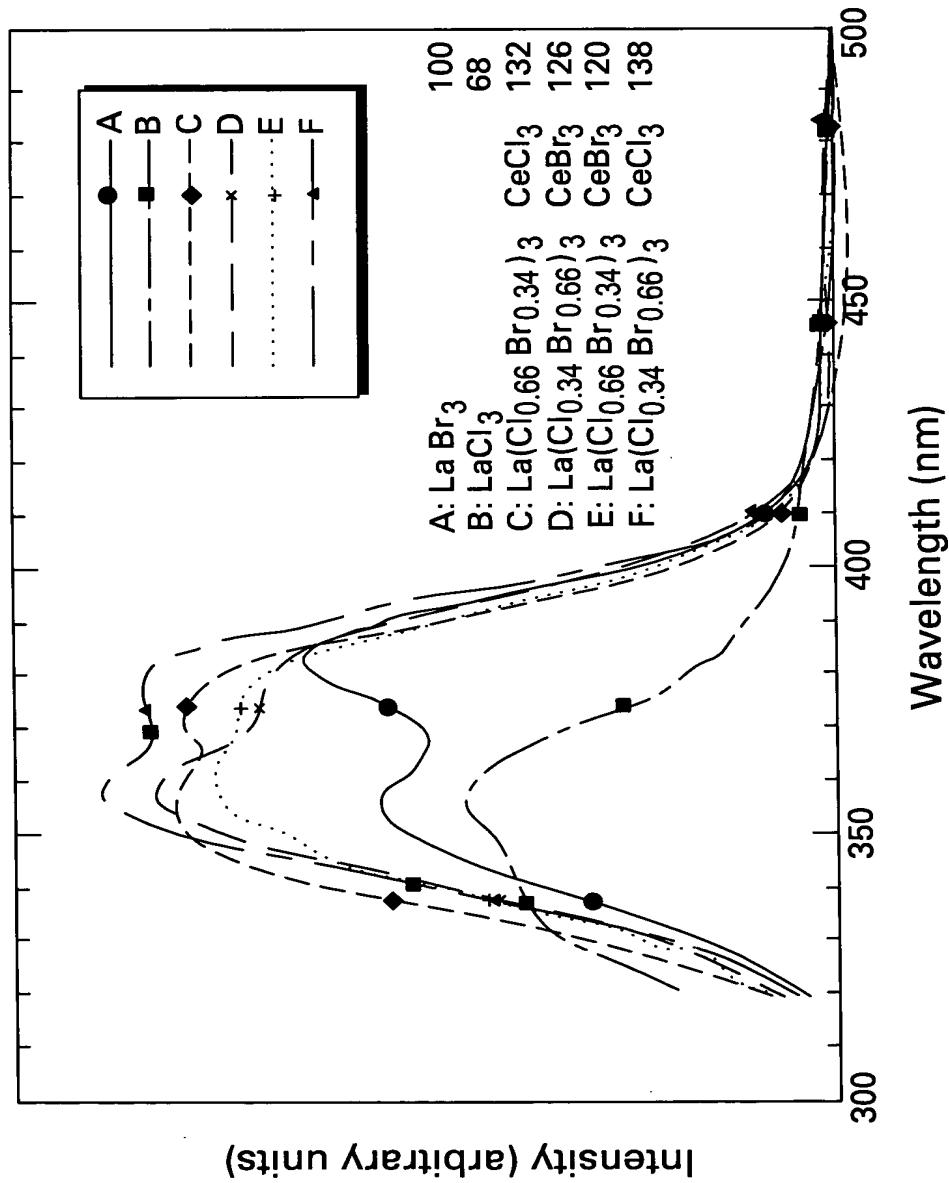 Intensity (arbitrary units)
A
B
C
D
E
F
A: La Br3 100
B: LaCl3 68
C: La(Cl0.66 Br0.34)3 CeCl3 132
D: La(Cl0.34 Br0.66)3 CeBr3 126
E: La(Cl0.66 Br0.34)3 CeBr3 120
F: La(Cl0.34 Br0.66)3 CeCl3 138
300 350 400 450 500
Wavelength (nm)